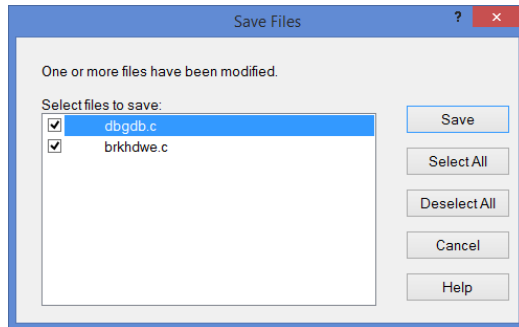 Save Files
?
One or more files have been modified.
Select files to save:
dbgdb.c
brkhdwe.c
Save
Select All
Deselect All
Cancel
Help